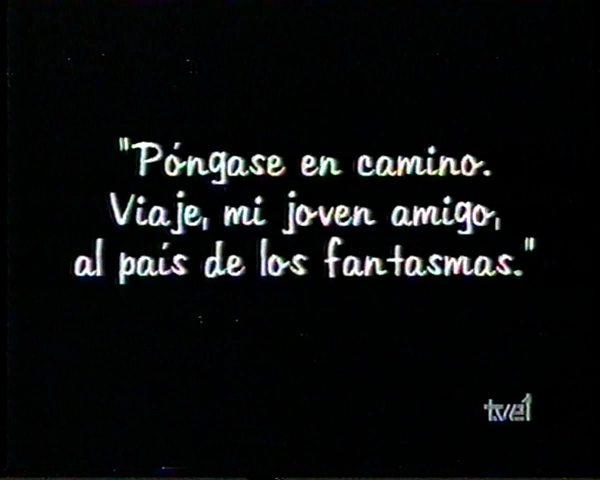 "Póngase en camino.
Viaje, mi joven amigo,
al país de los fantasmas."
tve1